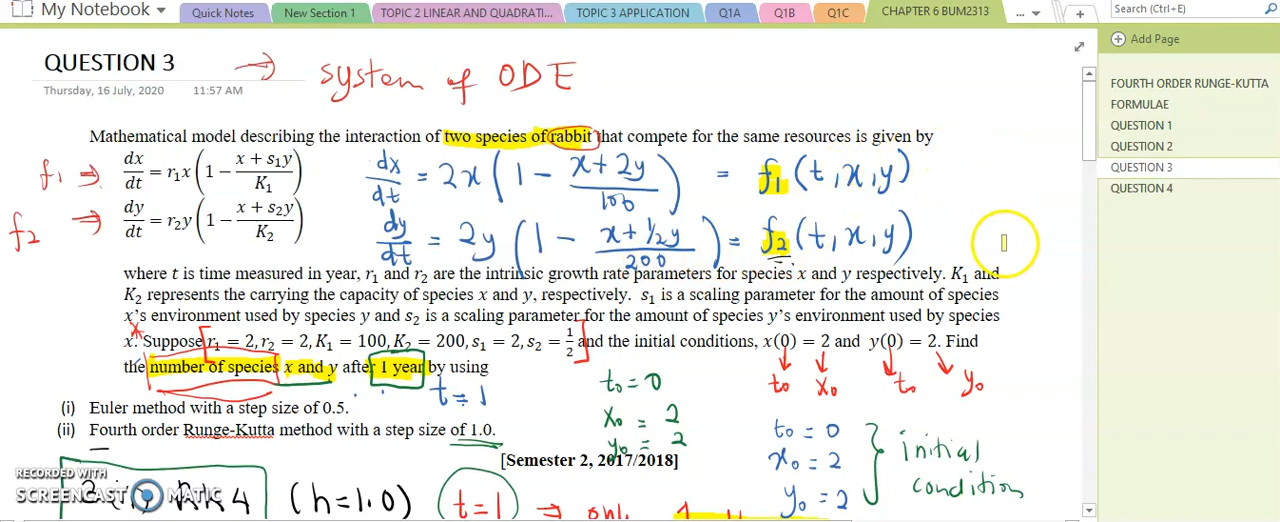 My Notebook
Quick Notes
New Section 1
TOPIC 2 LINEAR AND QUADRATI...
TOPIC 3 APPLICATION
Q1A
Q1B
Q1C
CHAPTER 6 BUM2313
...
+
Search (Ctrl+E)
Add Page
FOURTH ORDER RUNGE-KUTTA
FORMULAE
QUESTION 1
QUESTION 2
QUESTION 3
QUESTION 4
QUESTION 3 → system of ODE
Thursday, 16 July, 2020 11:57 AM
Mathematical model describing the interaction of two species of rabbit that compete for the same resources is given by
f₁ → dx/dt = r₁x(1 − (x + s₁y)/K₁) dx/dt = 2x(1 − (x + 2y)/100) = f₁(t, x, y)
f₂ → dy/dt = r₂y(1 − (x + s₂y)/K₂) dy/dt = 2y(1 − (x + 1/2y)/200) = f₂(t, x, y)
where t is time measured in year, r₁ and r₂ are the intrinsic growth rate parameters for species x and y respectively. K₁ and
K₂ represents the carrying the capacity of species x and y, respectively. s₁ is a scaling parameter for the amount of species
x's environment used by species y and s₂ is a scaling parameter for the amount of species y's environment used by species
x. Suppose [r₁ = 2, r₂ = 2, K₁ = 100, K₂ = 200, s₁ = 2, s₂ = 1/2] and the initial conditions, x(0) = 2 and y(0) = 2. Find
the number of species x and y after 1 year by using
t = 1
t₀ = 0
x₀ = 2
y₀ = 2
t₀ x₀ t₀ y₀
(i) Euler method with a step size of 0.5.
(ii) Fourth order Runge-Kutta method with a step size of 1.0.
t₀ = 0
x₀ = 2
y₀ = 2
initial
condition
[Semester 2, 2017/2018]
RECORDED WITH
SCREENCAST MATIC
RK4 (h=1.0) t=1 → only